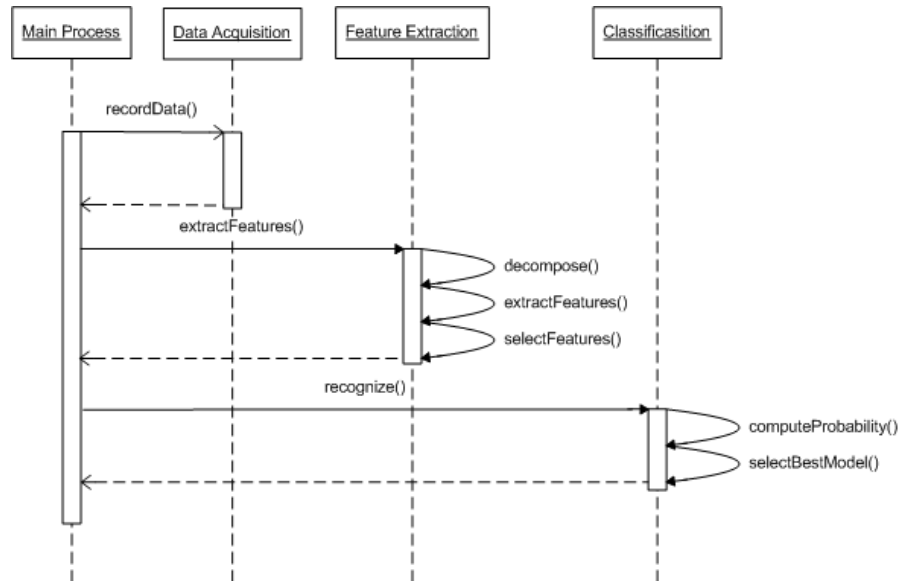 Main Process
Data Acquisition
Feature Extraction
Classificasition
recordData()
extractFeatures()
decompose()
extractFeatures()
selectFeatures()
recognize()
computeProbability()
selectBestModel()